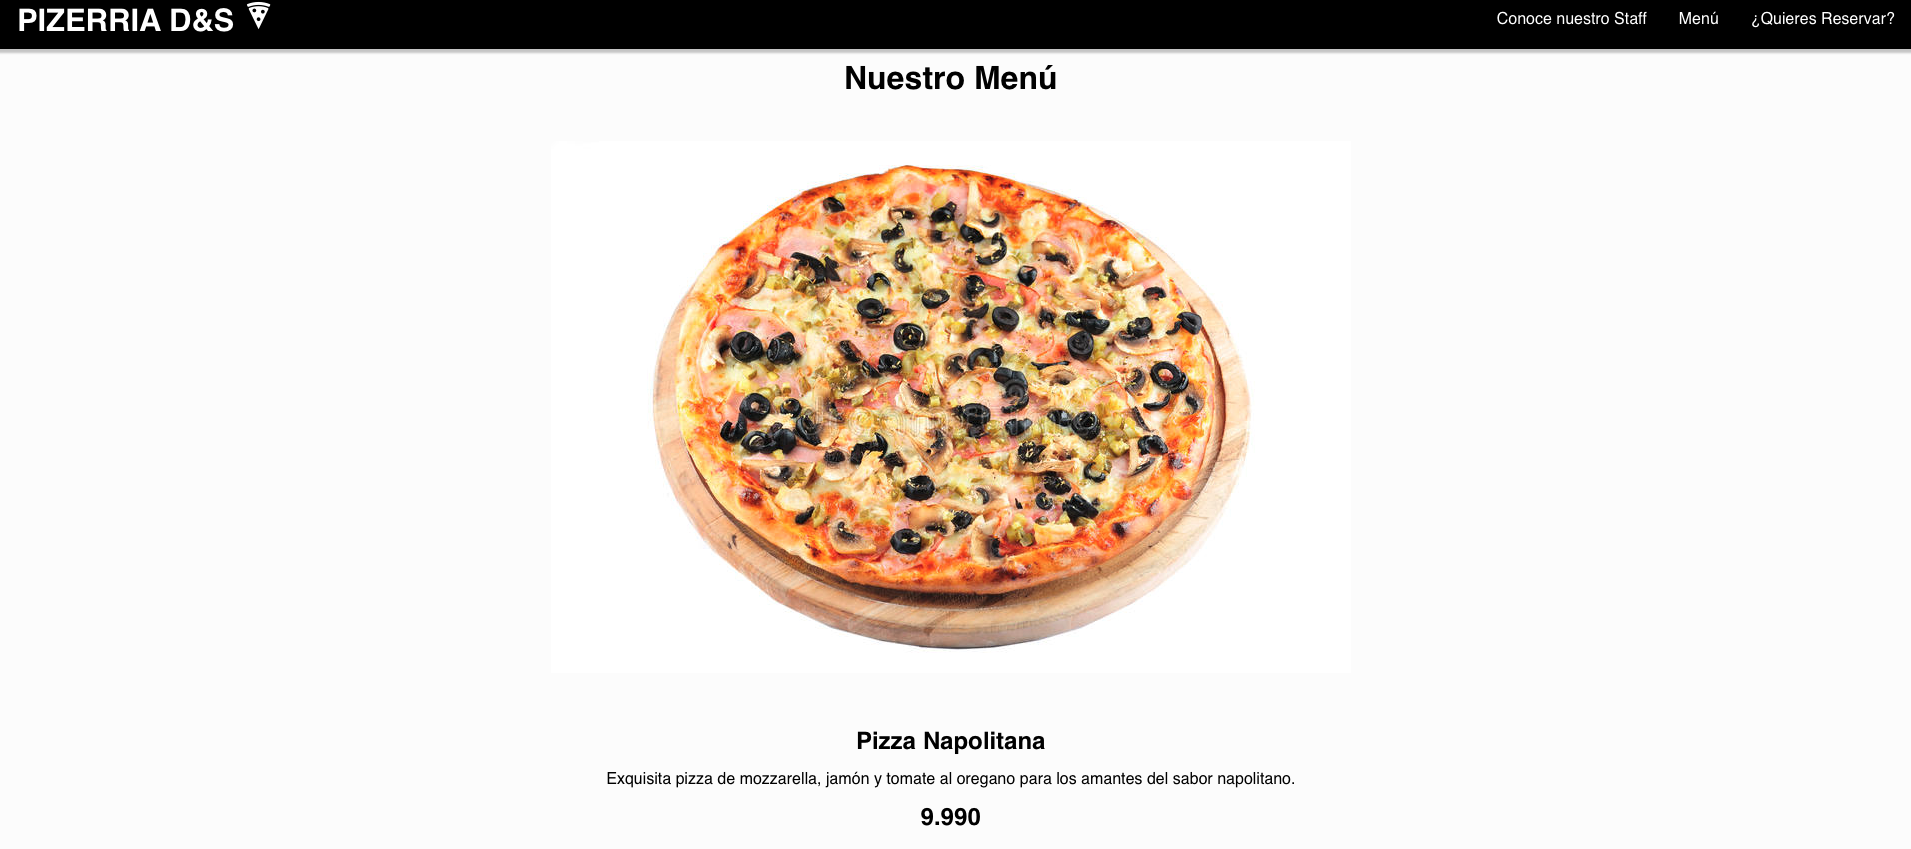 PIZERRIA D&S
Conoce nuestro Staff
Menú
¿Quieres Reservar?
Nuestro Menú
Pizza Napolitana
Exquisita pizza de mozzarella, jamón y tomate al oregano para los amantes del sabor napolitano.
9.990